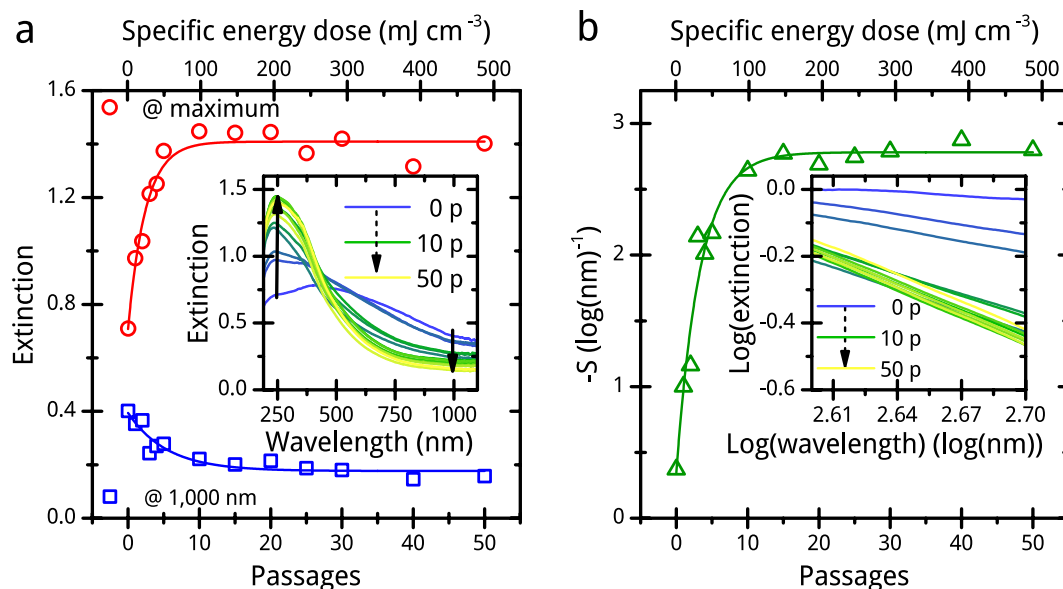 a
Specific energy dose (mJ cm⁻³)
0 100 200 300 400 500
1.6
1.2
0.8
0.4
0.0
Extinction
@ maximum
@ 1,000 nm
0 10 20 30 40 50
Passages
1.5
1.0
0.5
0.0
Extinction
0 p
10 p
50 p
250 500 750 1000
Wavelength (nm)
b
Specific energy dose (mJ cm⁻³)
0 100 200 300 400 500
3
2
1
0
-S (log(nm))⁻¹
0 10 20 30 40 50
Passages
0.0
-0.2
-0.4
-0.6
Log(extinction)
0 p
10 p
50 p
2.61 2.64 2.67 2.70
Log(wavelength) (log(nm))